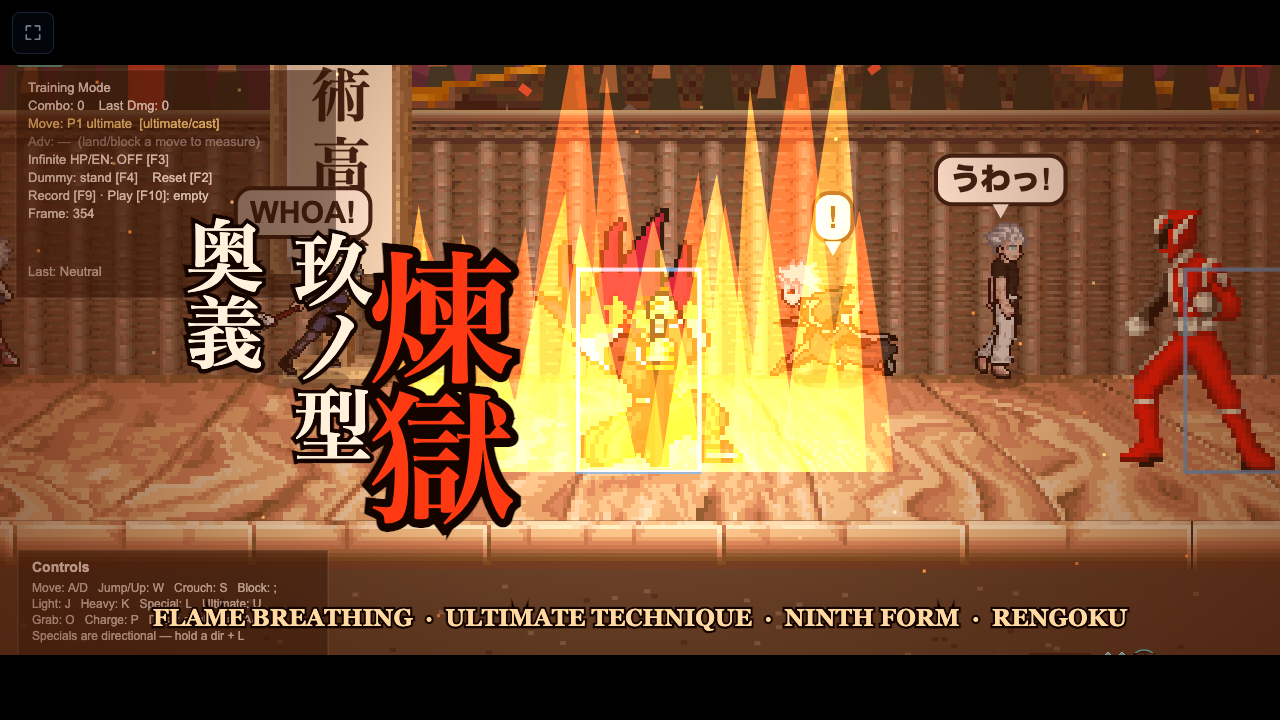 Training Mode
Combo: 0 Last Dmg: 0
Move: P1 ultimate [ultimate/cast]
Adv: — (land/block a move to measure)
Infinite HP/EN: OFF [F3]
Dummy: stand [F4] Reset [F2]
Record [F9] · Play [F10]: empty
Frame: 354
Last: Neutral
術高
WHOA!
!
うわっ!
奥義
玖ノ型
煉獄
Controls
Move: A/D Jump/Up: W Crouch: S Block: ;
Light: J Heavy: K Special: L Ultimate: U
Grab: O Charge: P
Specials are directional — hold a dir + L
FLAME BREATHING · ULTIMATE TECHNIQUE · NINTH FORM · RENGOKU